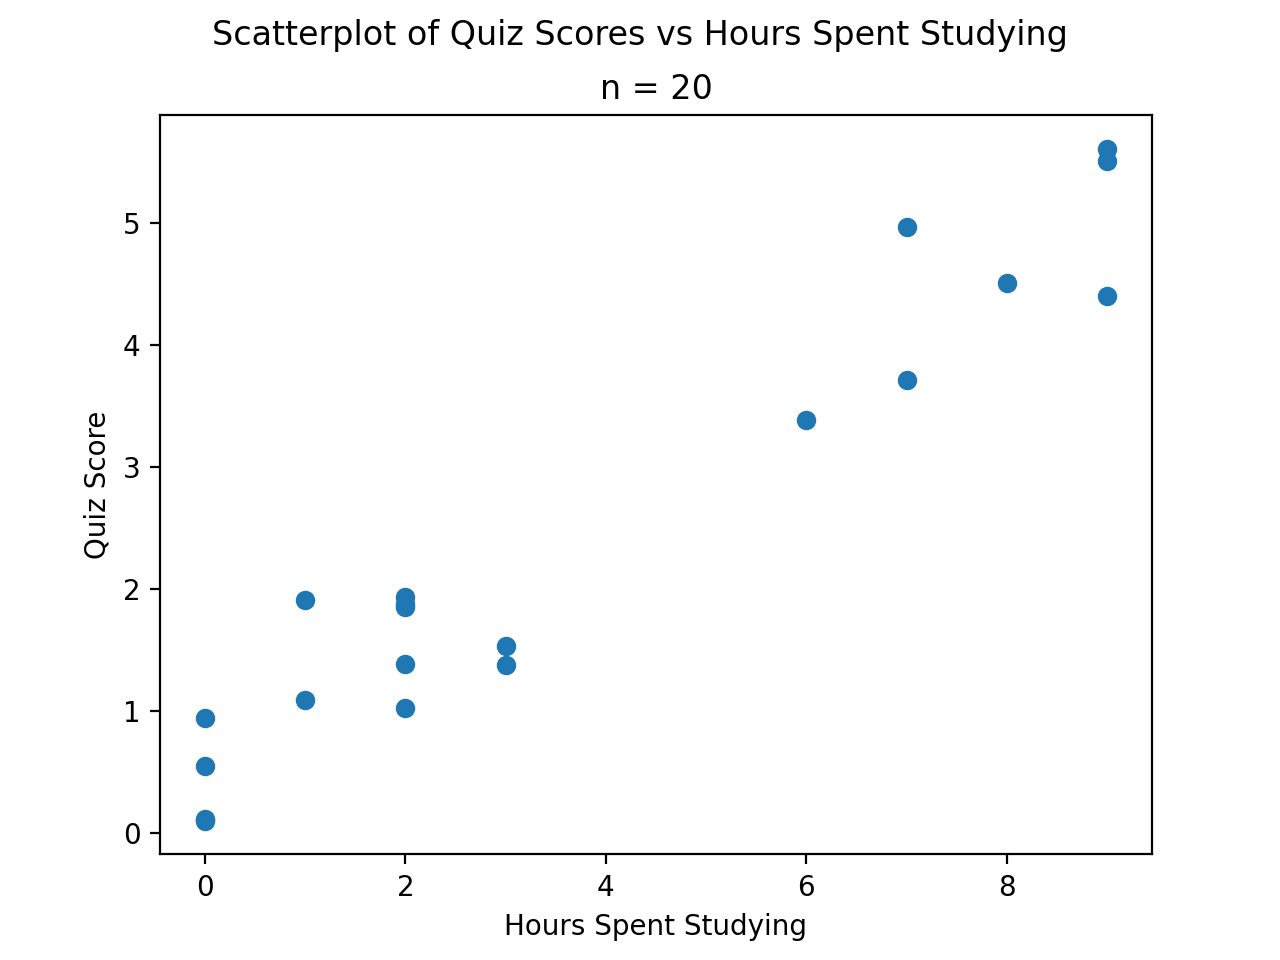 Scatterplot of Quiz Scores vs Hours Spent Studying
n = 20
5
4
3
2
1
0
Quiz Score
0 2 4 6 8
Hours Spent Studying